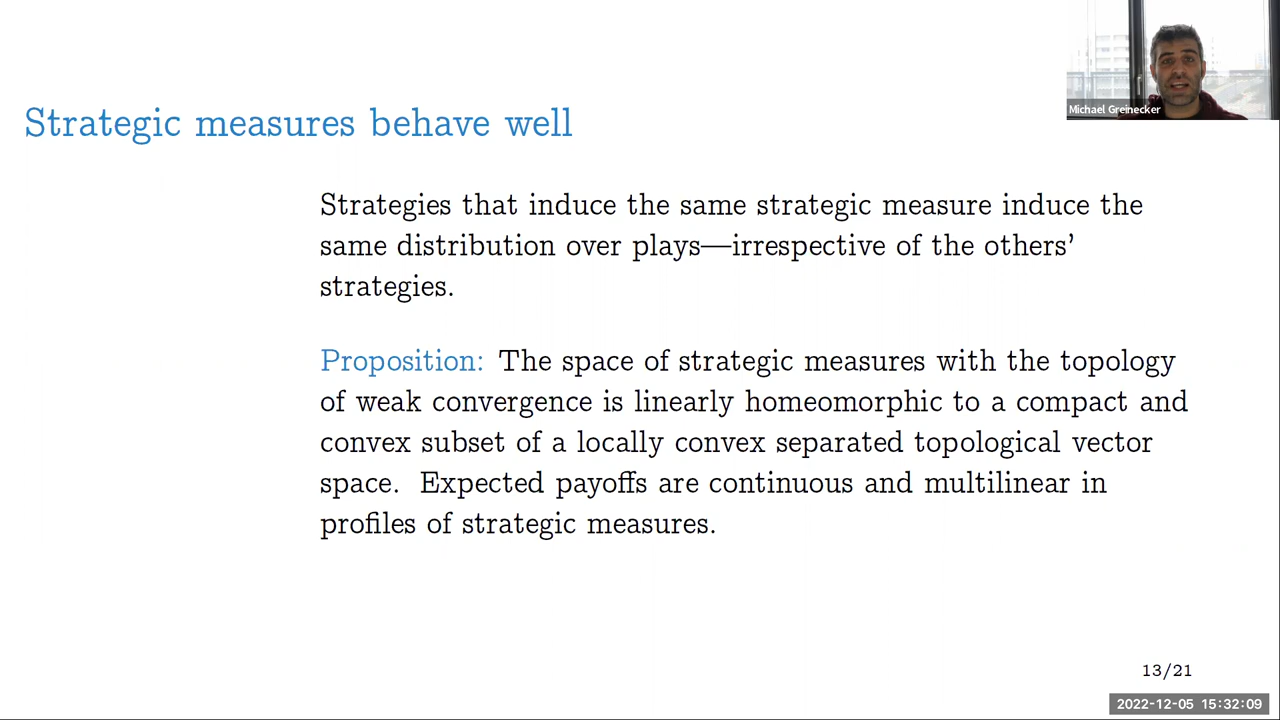 Michael Greinecker
Strategic measures behave well
Strategies that induce the same strategic measure induce the
same distribution over plays—irrespective of the others’
strategies.
Proposition: The space of strategic measures with the topology
of weak convergence is linearly homeomorphic to a compact and
convex subset of a locally convex separated topological vector
space. Expected payoffs are continuous and multilinear in
profiles of strategic measures.
13/21
2022-12-05 15:32:09